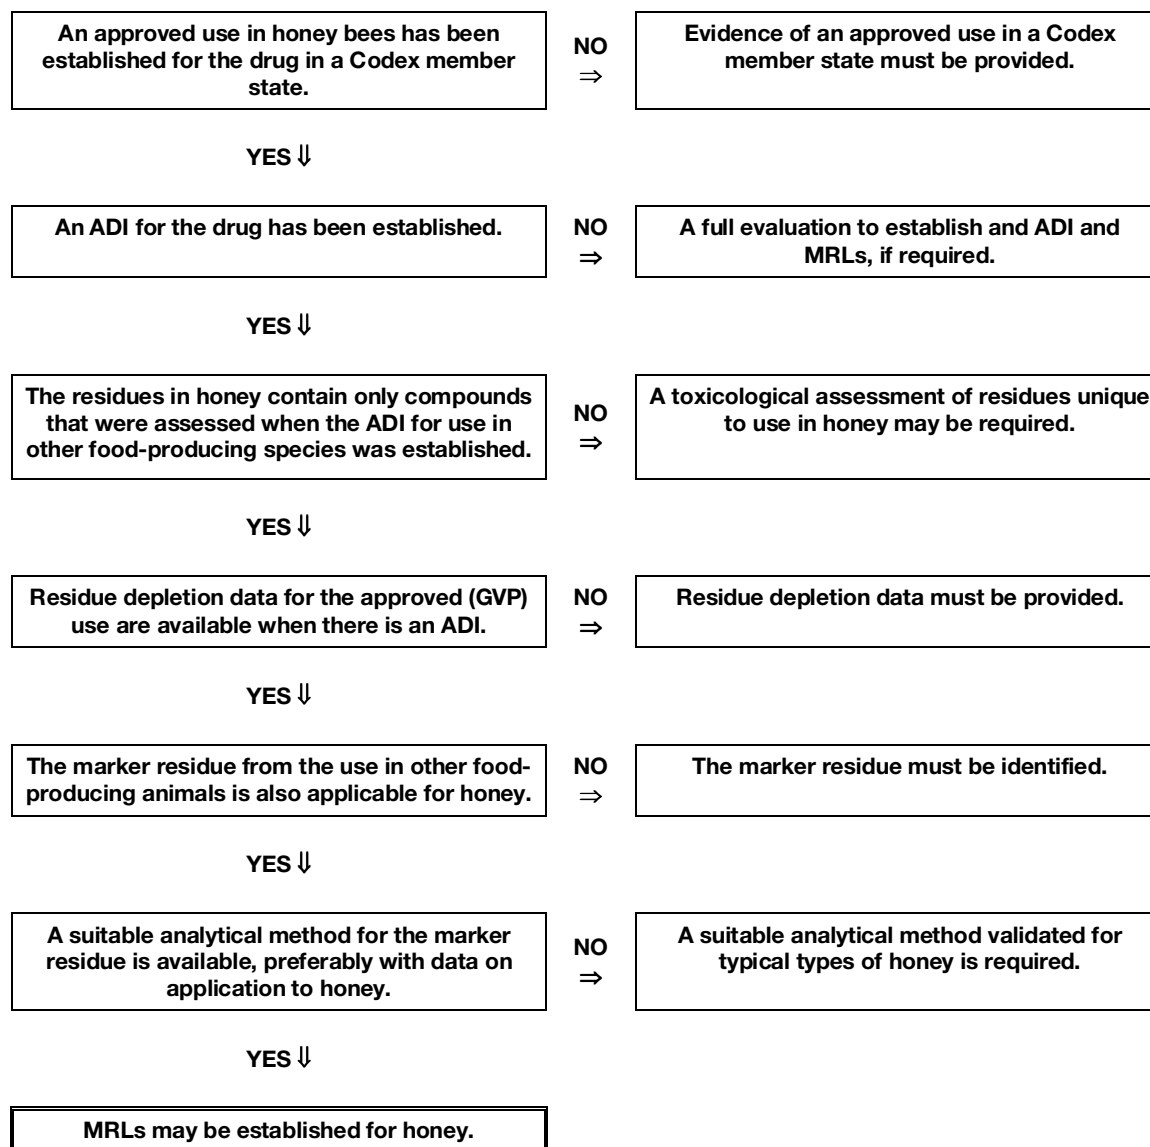 An approved use in honey bees has been
established for the drug in a Codex member
state.
NO
⇒
Evidence of an approved use in a Codex
member state must be provided.
YES ⇓
An ADI for the drug has been established.
NO
⇒
A full evaluation to establish and ADI and
MRLs, if required.
YES ⇓
The residues in honey contain only compounds
that were assessed when the ADI for use in
other food-producing species was established.
NO
⇒
A toxicological assessment of residues unique
to use in honey may be required.
YES ⇓
Residue depletion data for the approved (GVP)
use are available when there is an ADI.
NO
⇒
Residue depletion data must be provided.
YES ⇓
The marker residue from the use in other food-
producing animals is also applicable for honey.
NO
⇒
The marker residue must be identified.
YES ⇓
A suitable analytical method for the marker
residue is available, preferably with data on
application to honey.
NO
⇒
A suitable analytical method validated for
typical types of honey is required.
YES ⇓
MRLs may be established for honey.